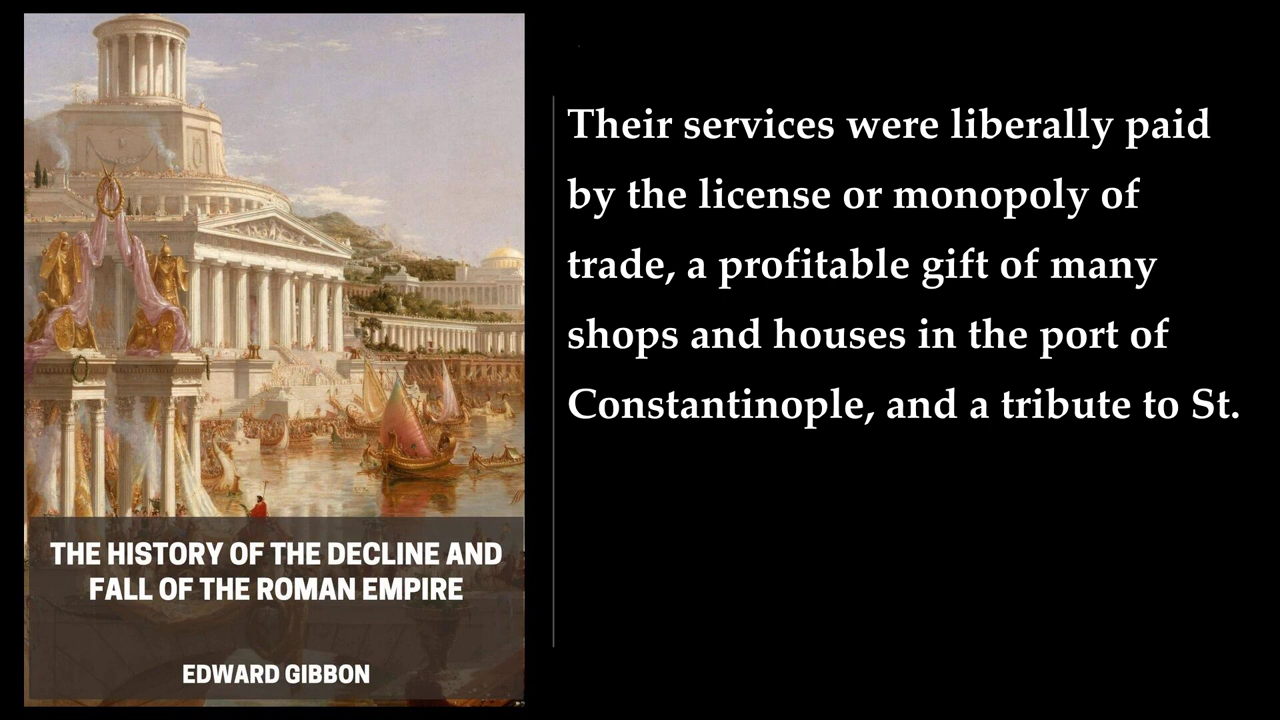 THE HISTORY OF THE DECLINE AND
FALL OF THE ROMAN EMPIRE
EDWARD GIBBON
Their services were liberally paid
by the license or monopoly of
trade, a profitable gift of many
shops and houses in the port of
Constantinople, and a tribute to St.